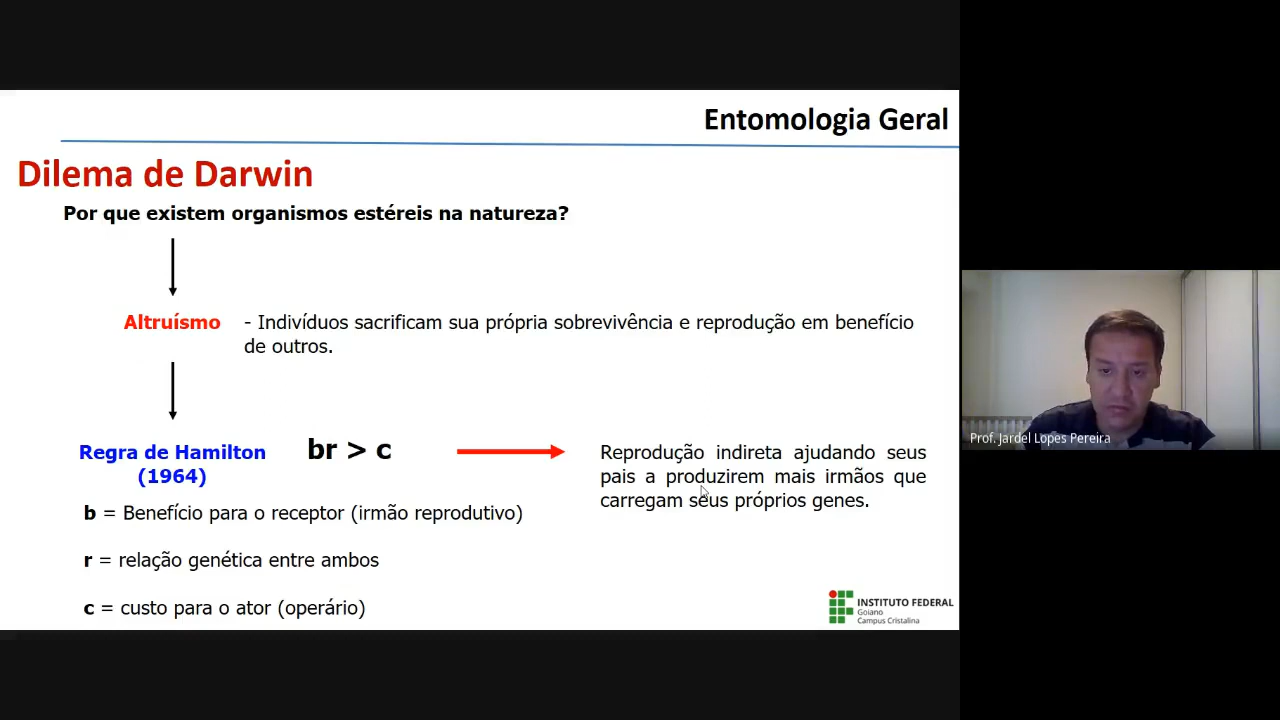 Entomologia Geral
Dilema de Darwin
Por que existem organismos estéreis na natureza?
Altruísmo
- Indivíduos sacrificam sua própria sobrevivência e reprodução em benefício
de outros.
Regra de Hamilton
(1964)
br > c
Reprodução indireta ajudando seus
pais a produzirem mais irmãos que
carregam seus próprios genes.
b = Benefício para o receptor (irmão reprodutivo)
r = relação genética entre ambos
c = custo para o ator (operário)
INSTITUTO FEDERAL
Goiano
Campus Cristalina
Prof. Jardel Lopes Pereira